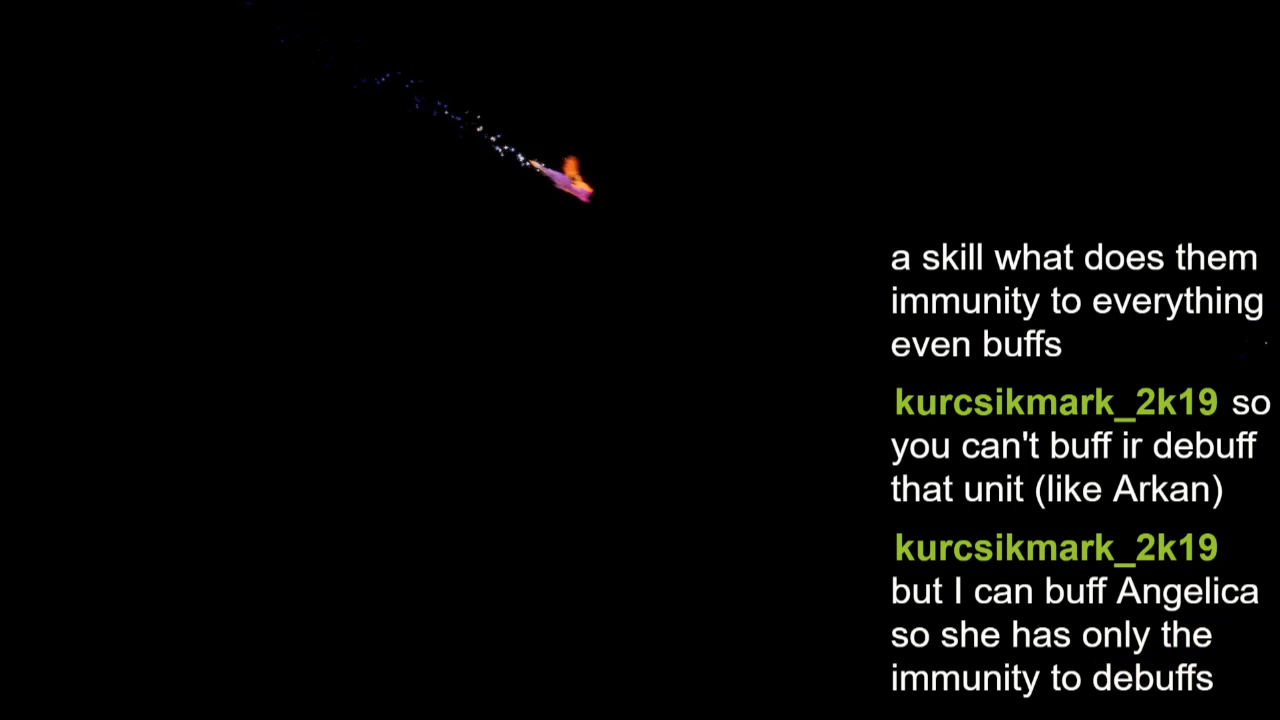 a skill what does them
immunity to everything
even buffs
kurcsikmark_2k19 so
you can't buff ir debuff
that unit (like Arkan)
kurcsikmark_2k19
but I can buff Angelica
so she has only the
immunity to debuffs